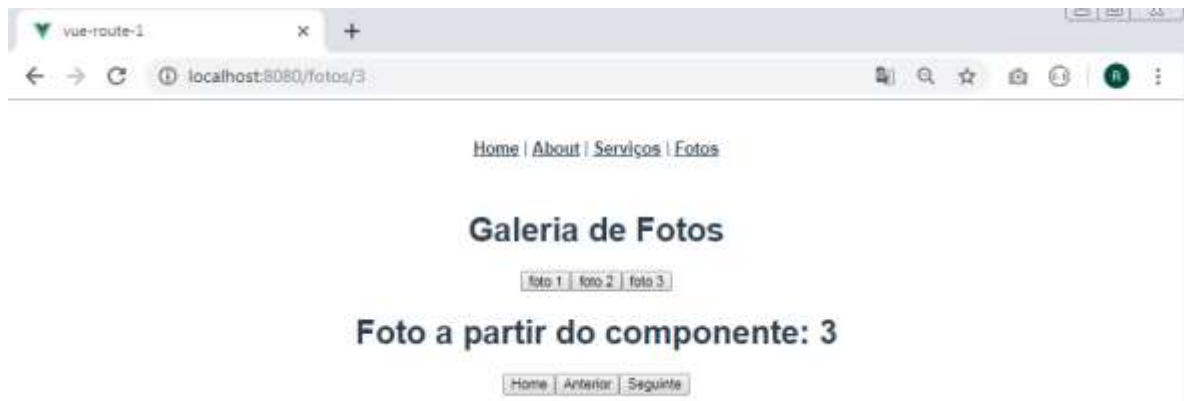 vue-route-1
localhost:8080/fotos/3
R
Home | About | Serviços | Fotos
Galeria de Fotos
foto 1 foto 2 foto 3
Foto a partir do componente: 3
Home Anterior Seguinte